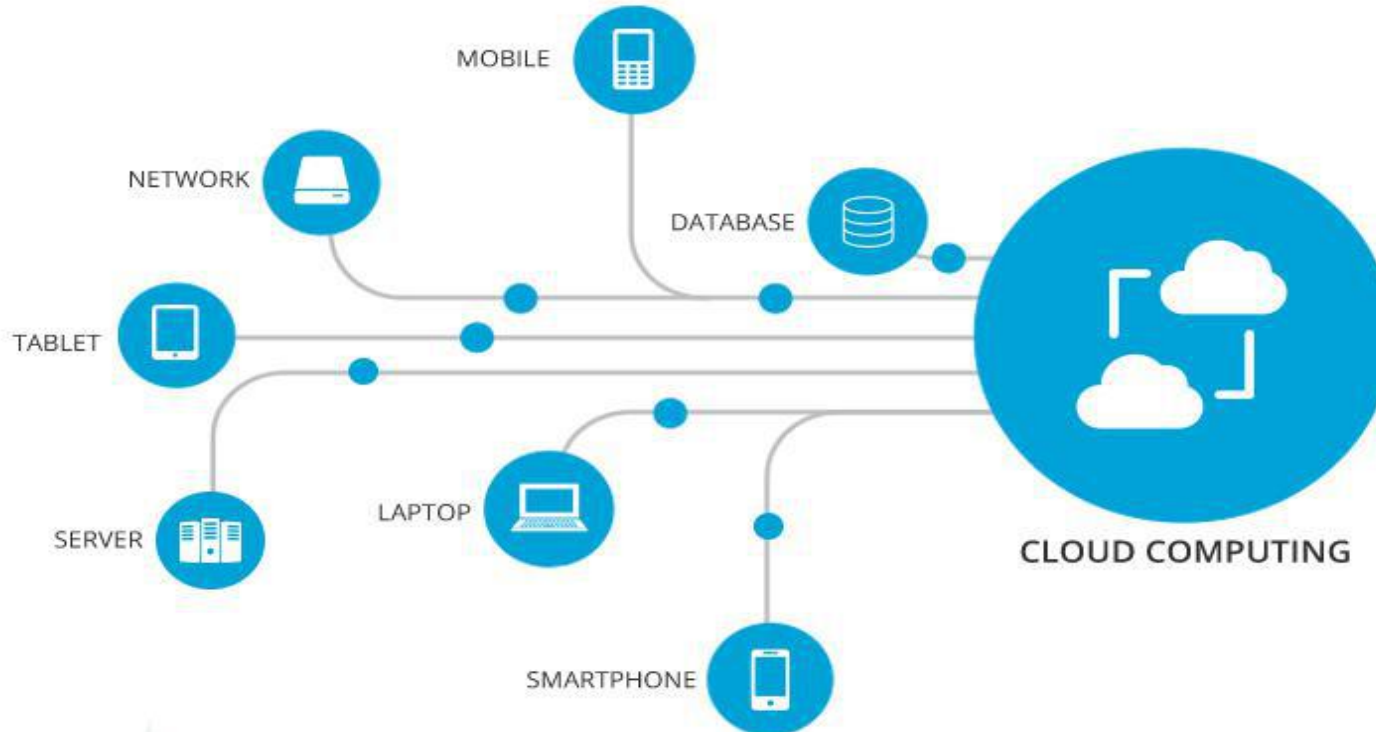 MOBILE
NETWORK
DATABASE
TABLET
SERVER
LAPTOP
CLOUD COMPUTING
SMARTPHONE